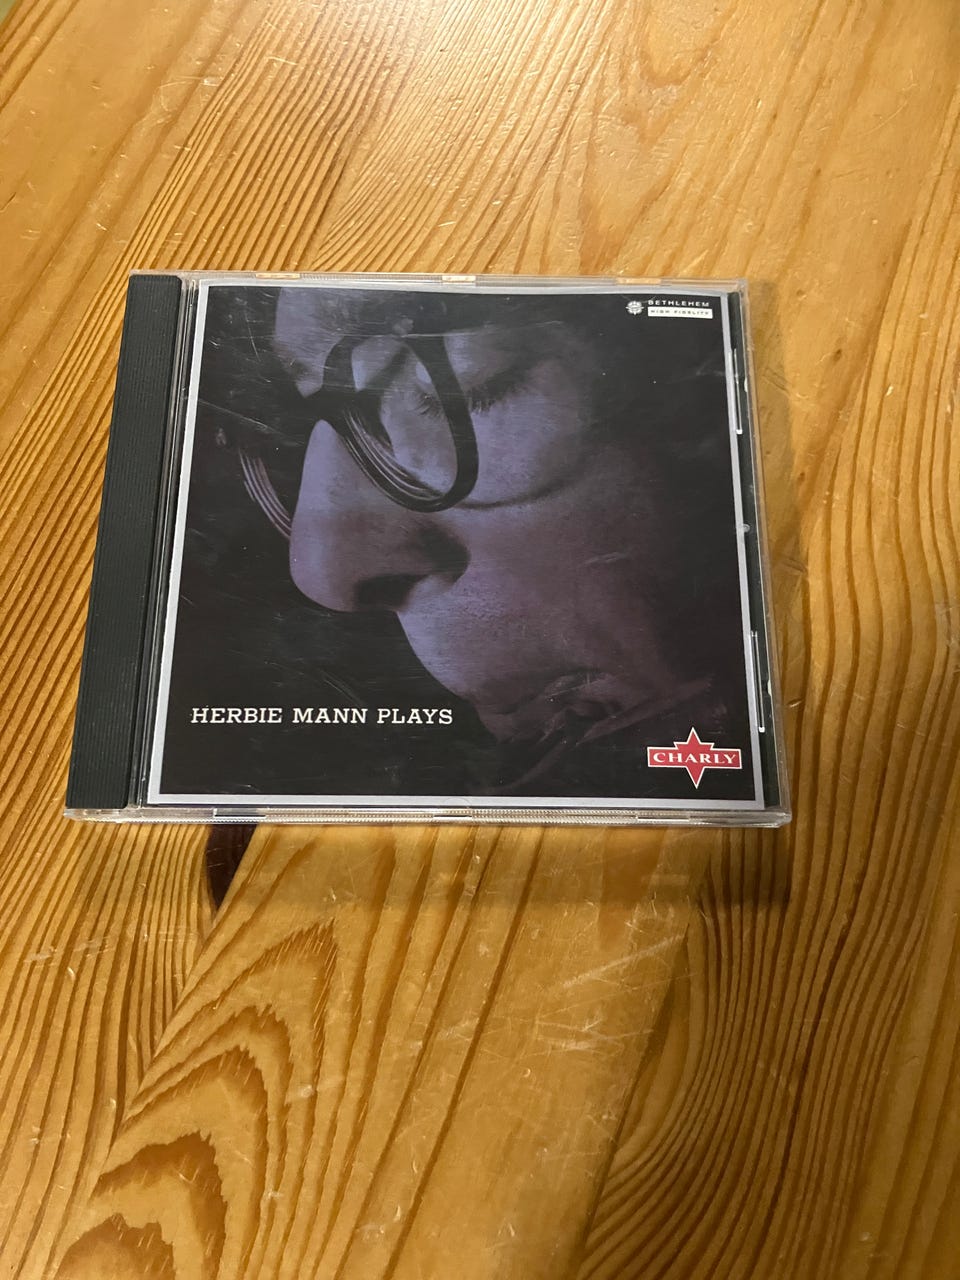 BETHLEHEM
HIGH FIDELITY
HERBIE MANN PLAYS
CHARLY